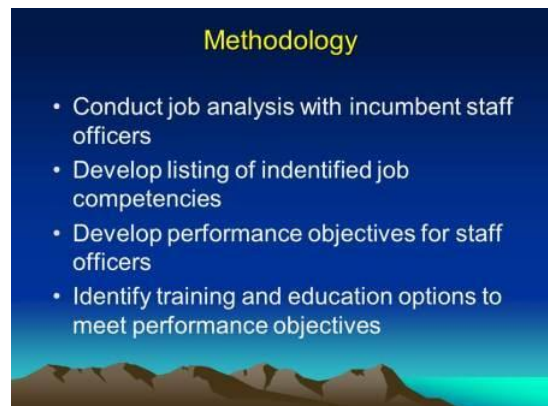 Methodology
• Conduct job analysis with incumbent staff
officers
• Develop listing of indentified job
competencies
• Develop performance objectives for staff
officers
• Identify training and education options to
meet performance objectives